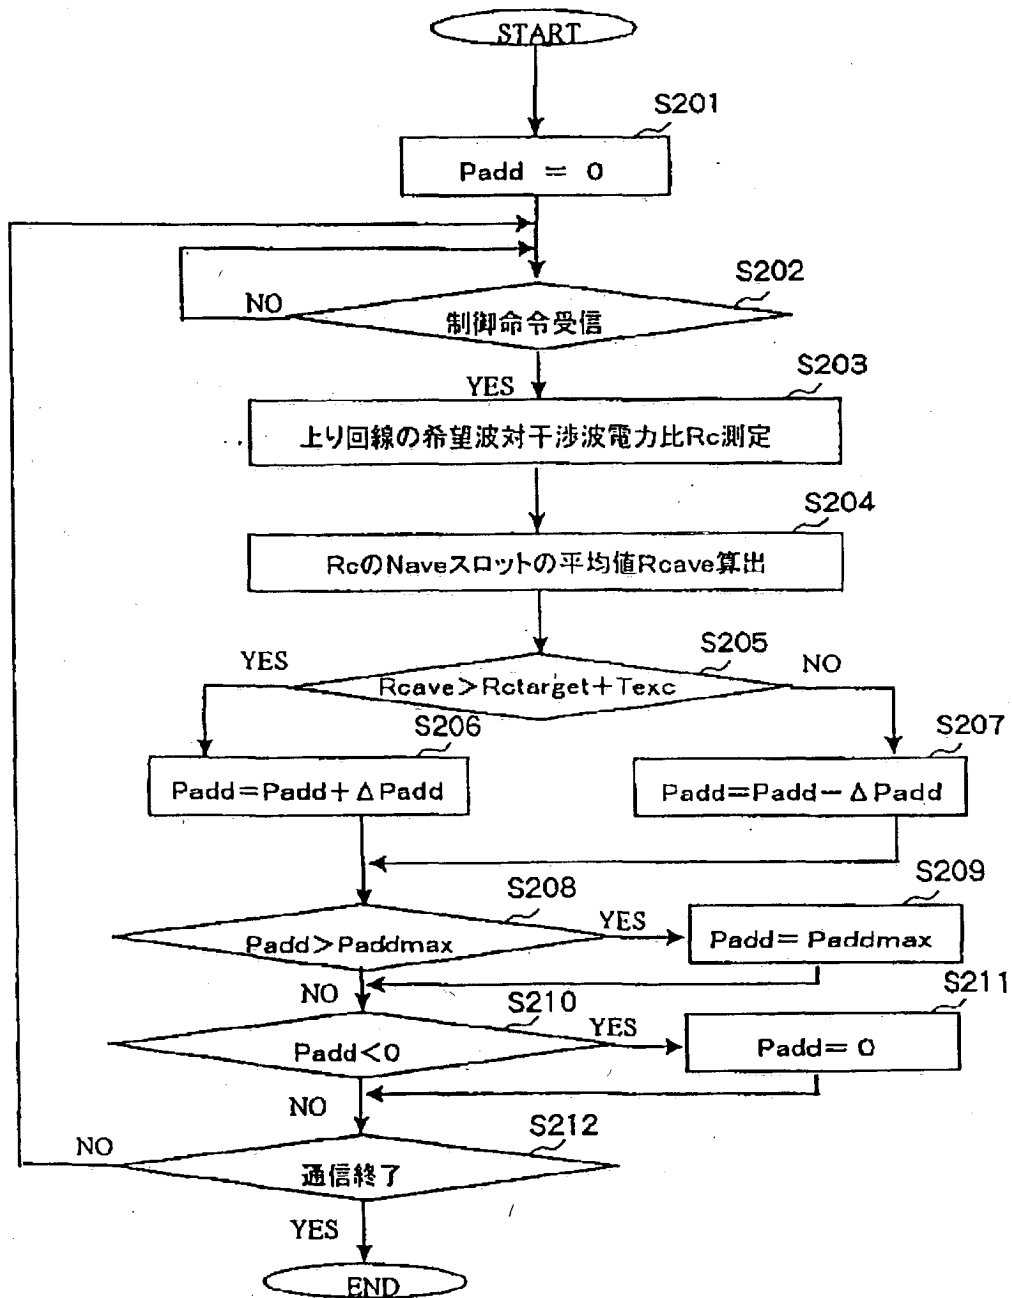 START
S201
Padd = 0
S202
NO
制御命令受信
YES
S203
上り回線の希望波対干渉波電力比Rc測定
S204
RcのNaveスロットの平均値Rcave算出
S205
YES
NO
Rcave>Rctarget+Texc
S206
S207
Padd=Padd+ΔPadd
Padd=Padd-ΔPadd
S208
S209
YES
Padd>Paddmax
Padd=Paddmax
NO
S210
S211
YES
Padd<0
Padd=0
NO
S212
NO
通信終了
YES
END